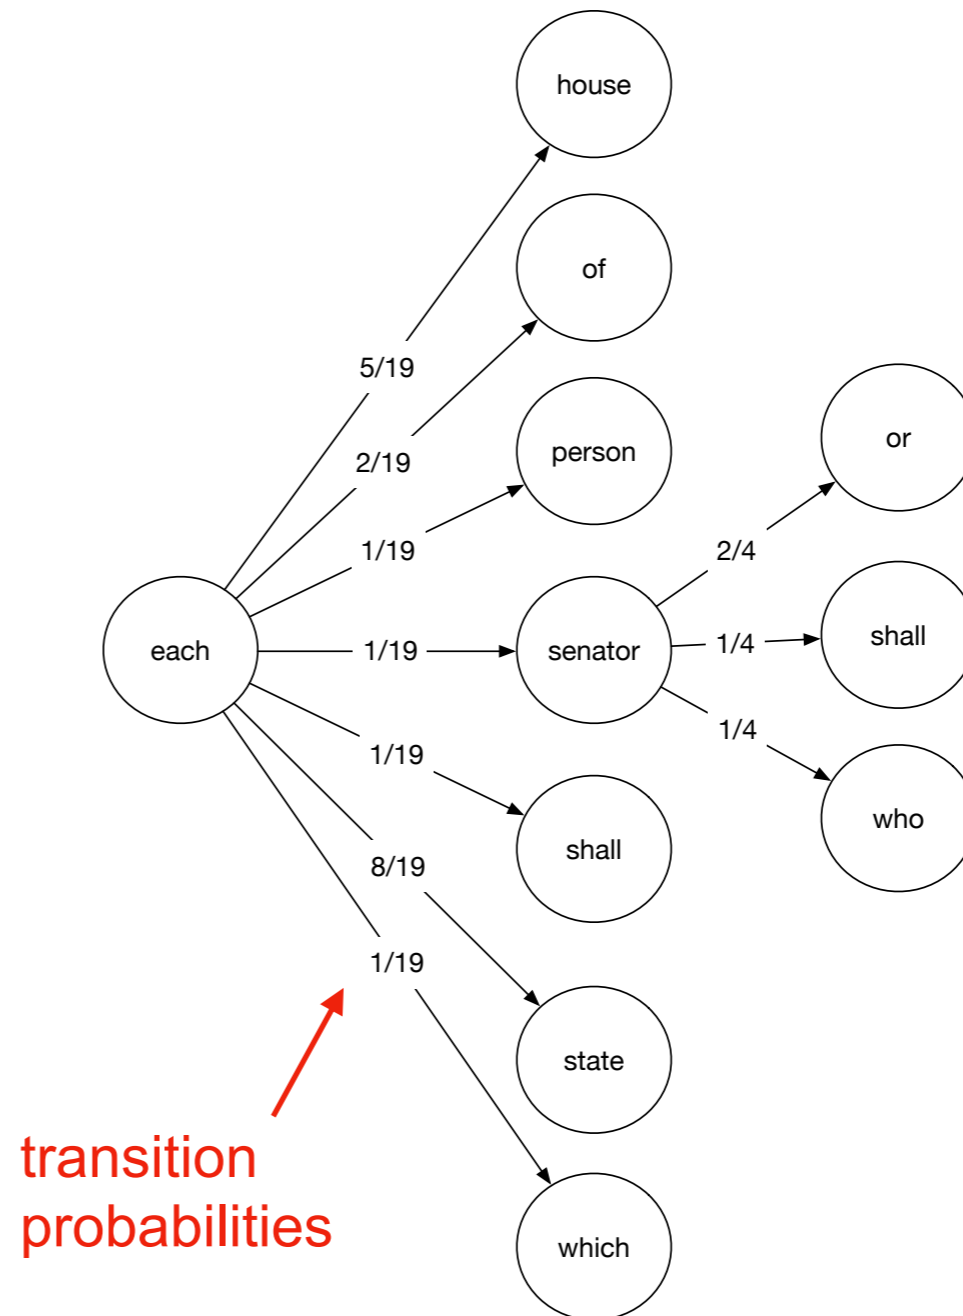 house
of
5/19
or
person
2/19
2/4
1/19
each
1/19
senator
1/4
shall
1/4
1/19
who
shall
8/19
1/19
state
transition
probabilities
which